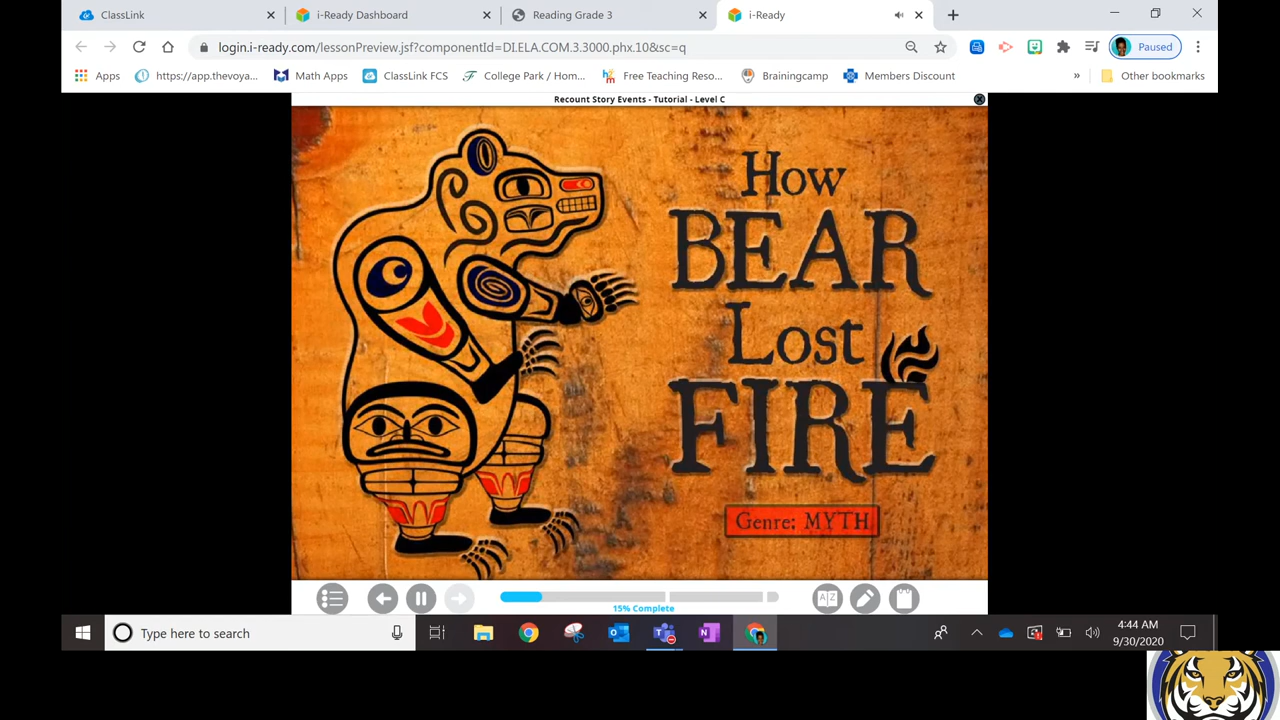 ClassLink
i-Ready Dashboard
Reading Grade 3
i-Ready
login.i-ready.com/lessonPreview.jsf?componentId=DI.ELA.COM.3.3000.phx.10&sc=q
Paused
Apps
https://app.thevoya...
Math Apps
ClassLink FCS
College Park / Hom...
Free Teaching Reso...
Brainingcamp
Members Discount
»
Other bookmarks
Recount Story Events - Tutorial - Level C
How
BEAR
Lost
FIRE
Genre: MYTH
A Z
15% Complete
Type here to search
4:44 AM
9/30/2020